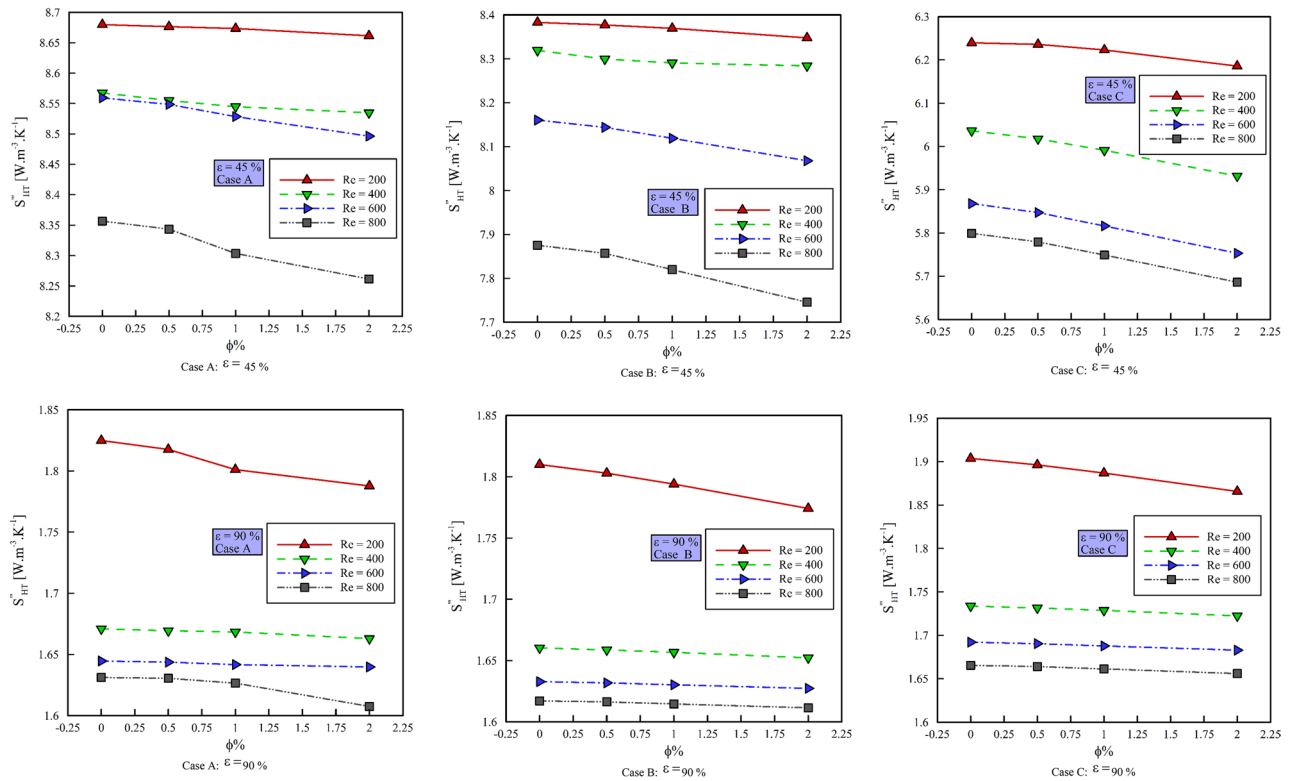 8.7
8.65
8.6
8.55
8.5
8.45
8.4
8.35
8.3
8.25
8.2
S‴HT [W.m-3.K-1]
ε = 45 %
Case A
Re = 200
Re = 400
Re = 600
Re = 800
-0.25 0 0.25 0.5 0.75 1 1.25 1.5 1.75 2 2.25
ϕ%
Case A: ε = 45 %
8.4
8.3
8.2
8.1
8
7.9
7.8
7.7
S‴HT [W.m-3.K-1]
ε = 45 %
Case B
Re = 200
Re = 400
Re = 600
Re = 800
-0.25 0 0.25 0.5 0.75 1 1.25 1.5 1.75 2 2.25
ϕ%
Case B: ε = 45 %
6.3
6.2
6.1
6
5.9
5.8
5.7
5.6
S‴HT [W.m-3.K-1]
ε = 45 %
Case C
Re = 200
Re = 400
Re = 600
Re = 800
-0.25 0 0.25 0.5 0.75 1 1.25 1.5 1.75 2 2.25
ϕ%
Case C: ε = 45 %
1.85
1.8
1.75
1.7
1.65
1.6
S‴HT [W.m-3.K-1]
ε = 90 %
Case A
Re = 200
Re = 400
Re = 600
Re = 800
-0.25 0 0.25 0.5 0.75 1 1.25 1.5 1.75 2 2.25
ϕ%
Case A: ε = 90 %
1.85
1.8
1.75
1.7
1.65
1.6
S‴HT [W.m-3.K-1]
ε = 90 %
Case B
Re = 200
Re = 400
Re = 600
Re = 800
-0.25 0 0.25 0.5 0.75 1 1.25 1.5 1.75 2 2.25
ϕ%
Case B: ε = 90 %
1.95
1.9
1.85
1.8
1.75
1.7
1.65
1.6
S‴HT [W.m-3.K-1]
ε = 90 %
Case C
Re = 200
Re = 400
Re = 600
Re = 800
-0.25 0 0.25 0.5 0.75 1 1.25 1.5 1.75 2 2.25
ϕ%
Case C: ε = 90 %